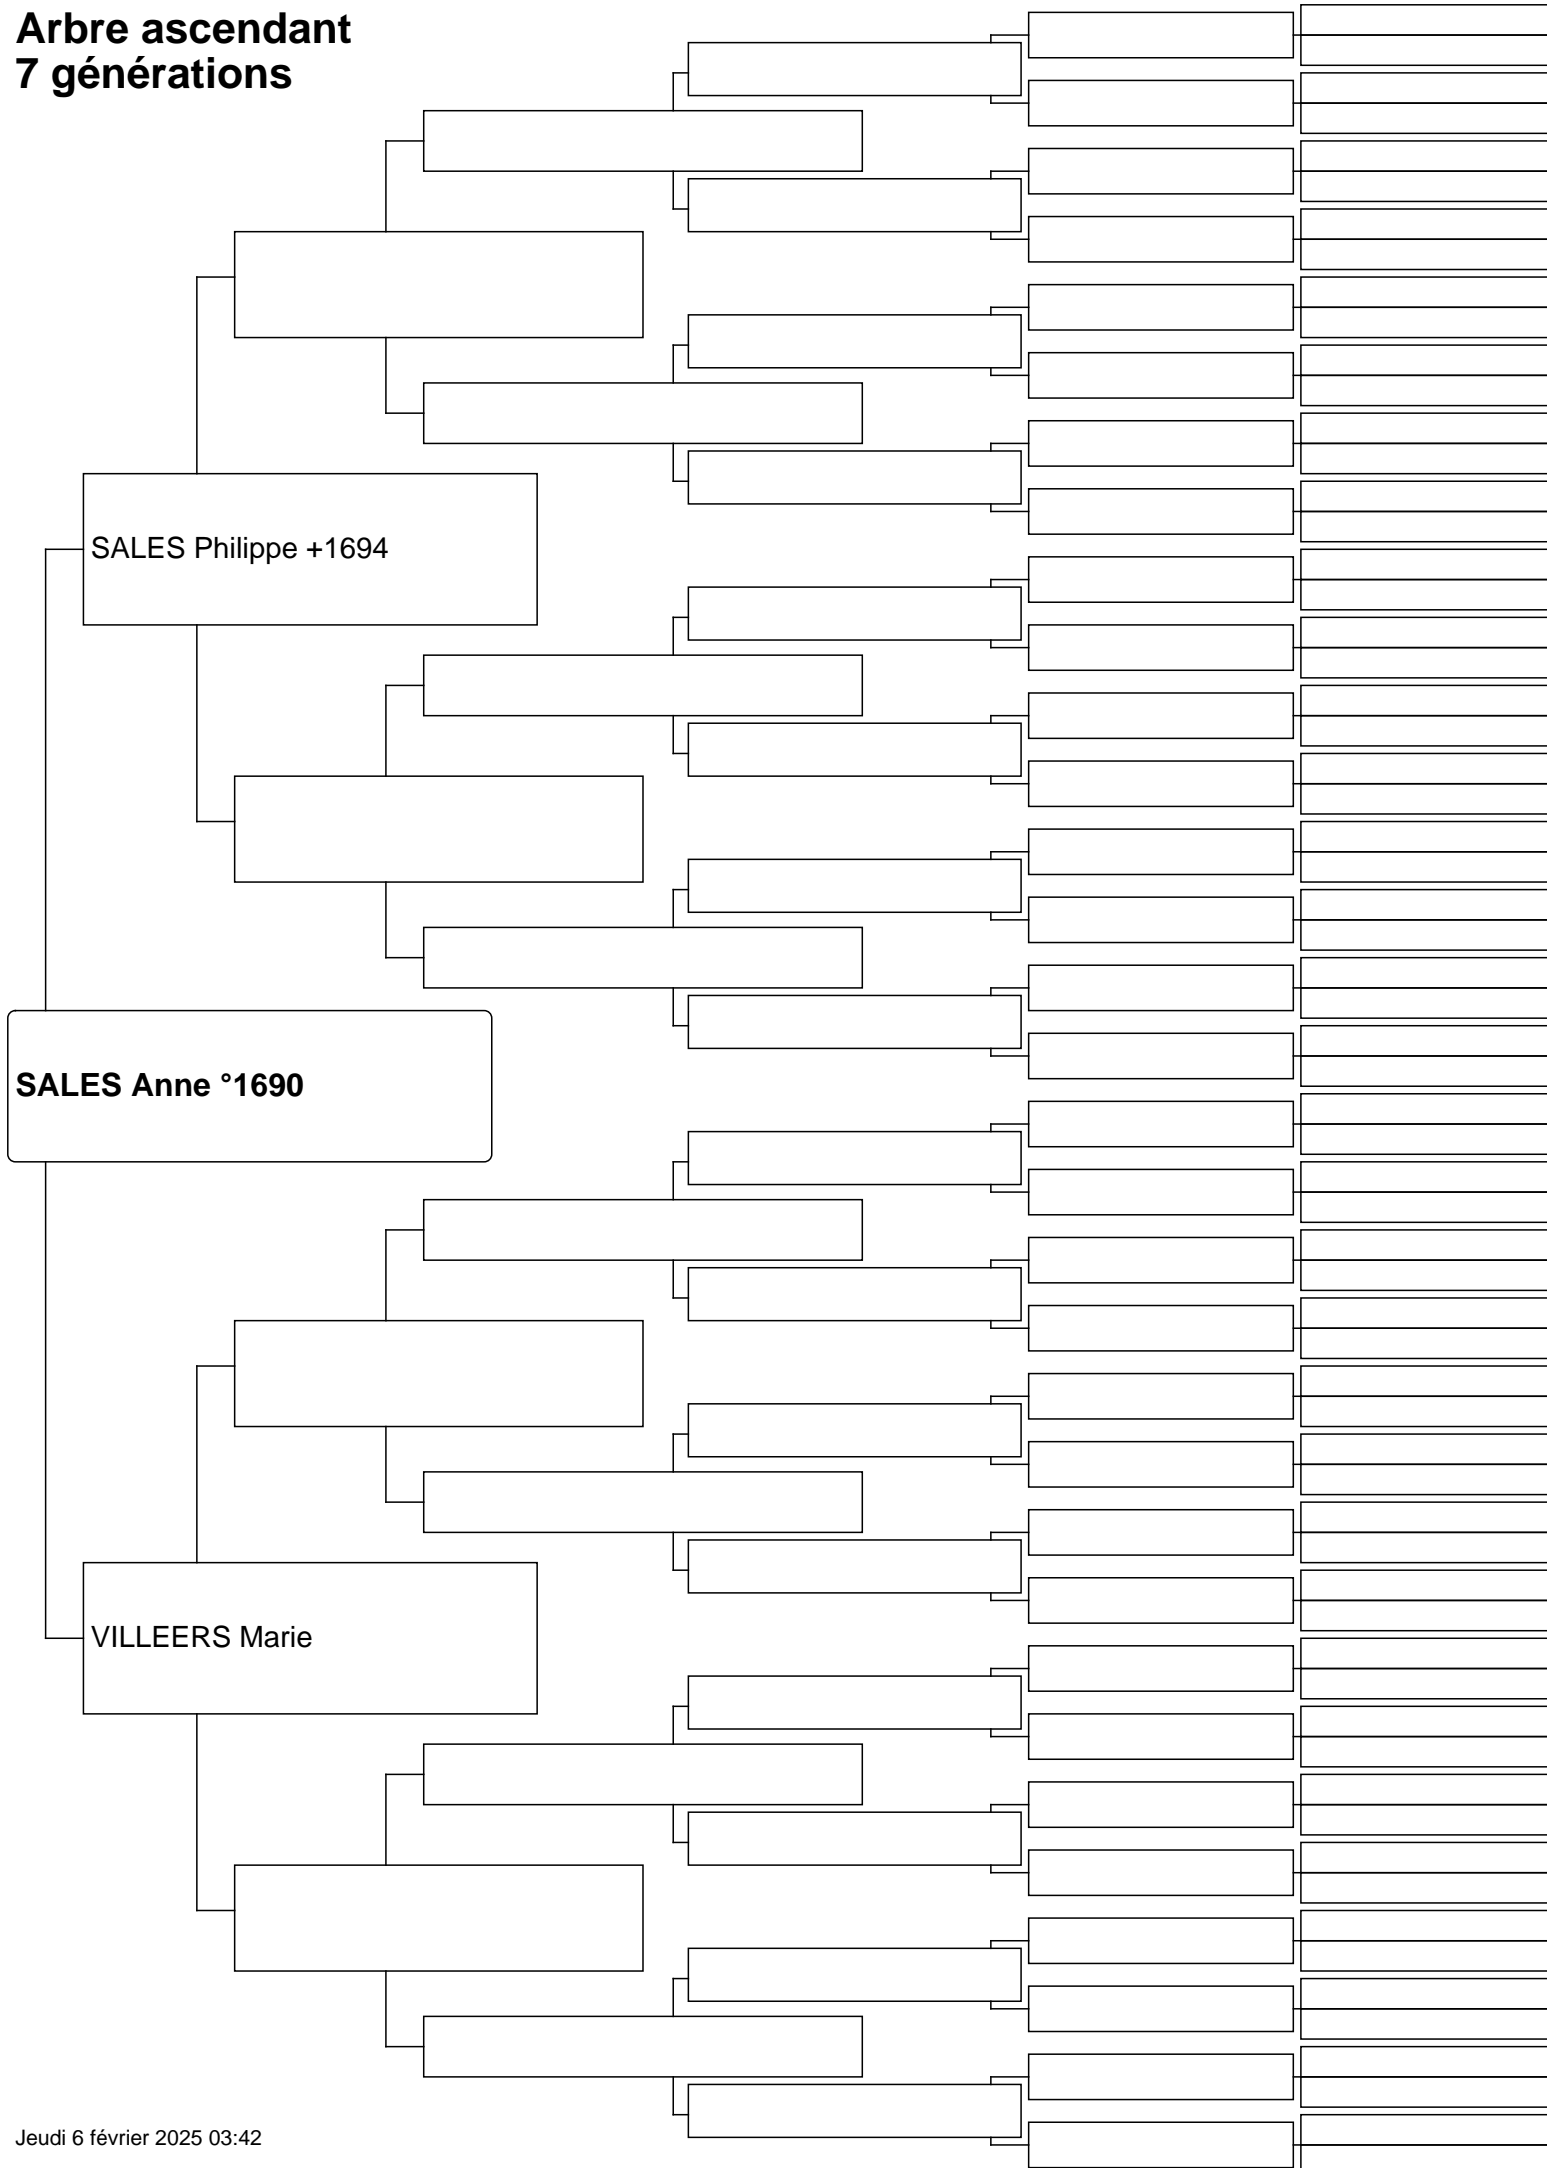 Arbre ascendant
7 générations
SALES Philippe +1694
SALES Anne °1690
VILLEERS Marie
Jeudi 6 février 2025 03:42